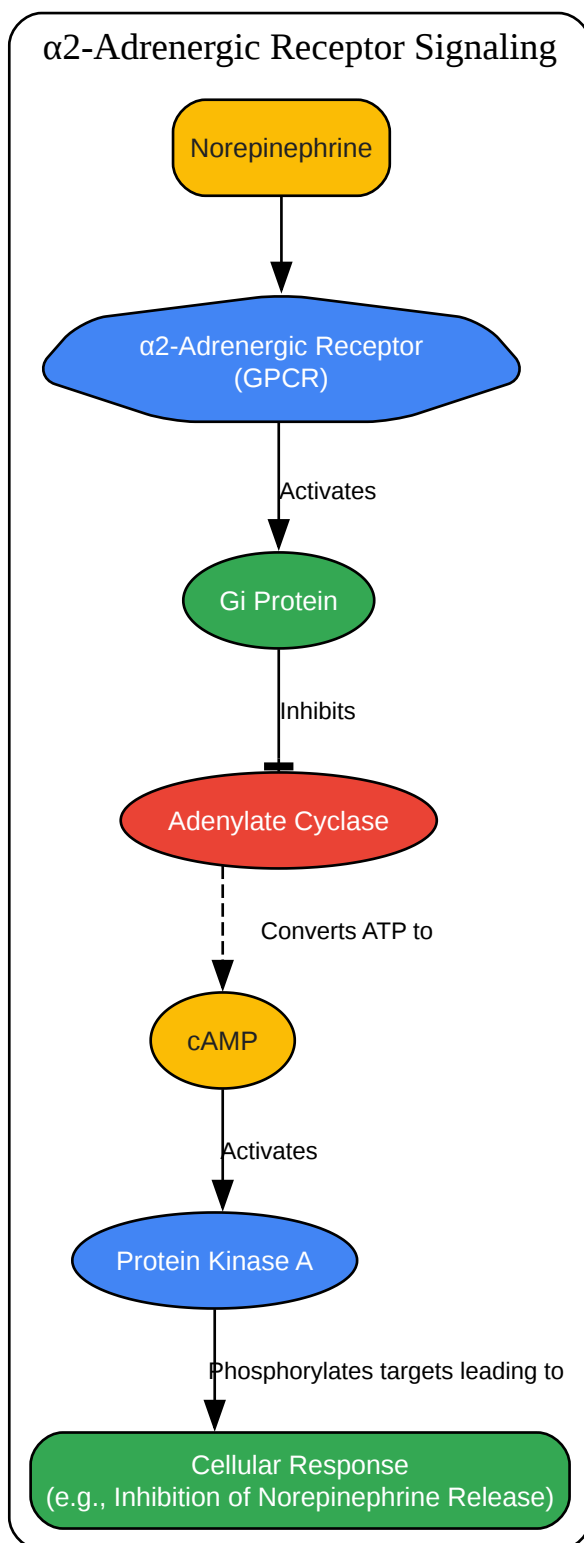 α2-Adrenergic Receptor Signaling
Norepinephrine
α2-Adrenergic Receptor
(GPCR)
Activates
Gi Protein
Inhibits
Adenylate Cyclase
Converts ATP to
cAMP
Activates
Protein Kinase A
Phosphorylates targets leading to
Cellular Response
(e.g., Inhibition of Norepinephrine Release)